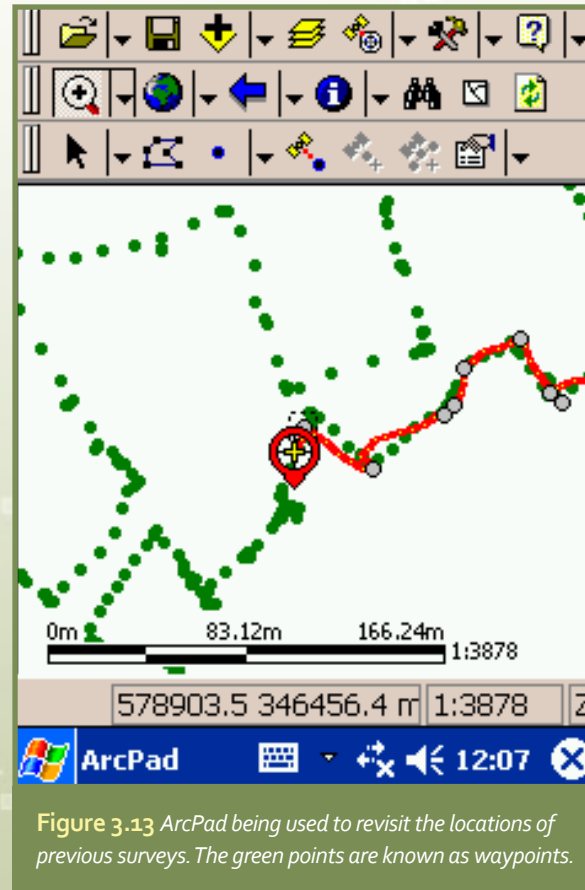 0m 83.12m 166.24m
1:3878
578903.5 346456.4 m 1:3878
ArcPad 12:07
Figure 3.13 ArcPad being used to revisit the locations of
previous surveys. The green points are known as waypoints.